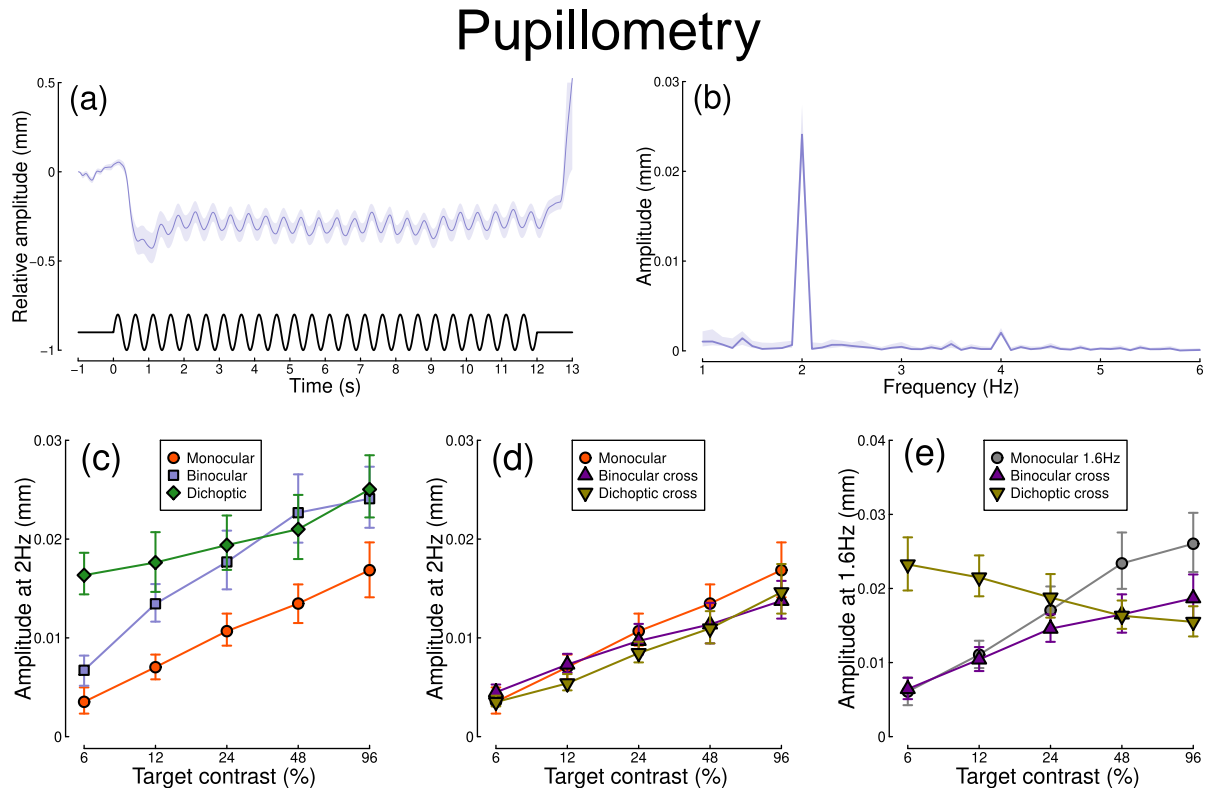 Pupillometry
(a)
Relative amplitude (mm)
0.5
0
−0.5
−1
−1 0 1 2 3 4 5 6 7 8 9 10 11 12 13
Time (s)
(b)
Amplitude (mm)
0.03
0.02
0.01
0
1 2 3 4 5 6
Frequency (Hz)
(c)
Monocular
Binocular
Dichoptic
Amplitude at 2Hz (mm)
0.03
0.02
0.01
0
6 12 24 48 96
Target contrast (%)
(d)
Monocular
Binocular cross
Dichoptic cross
Amplitude at 2Hz (mm)
0.03
0.02
0.01
0
6 12 24 48 96
Target contrast (%)
(e)
Monocular 1.6Hz
Binocular cross
Dichoptic cross
Amplitude at 1.6Hz (mm)
0.04
0.03
0.02
0.01
0
6 12 24 48 96
Target contrast (%)